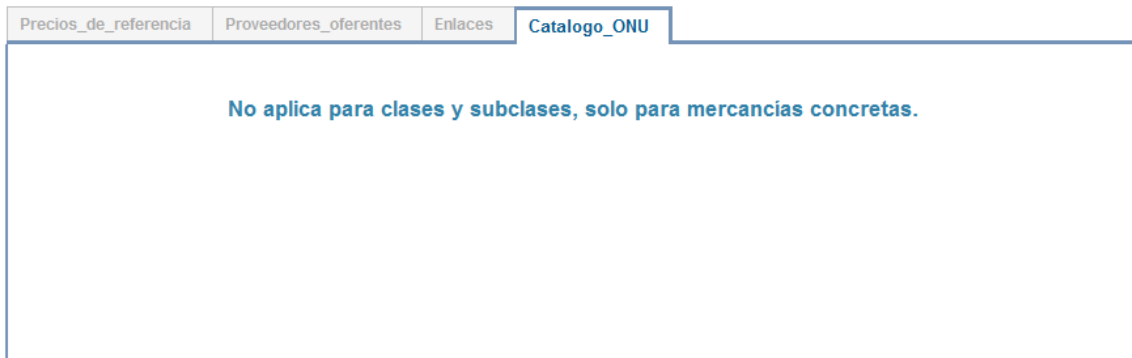 Precios_de_referencia Proveedores_oferentes Enlaces Catalogo_ONU
No aplica para clases y subclases, solo para mercancías concretas.